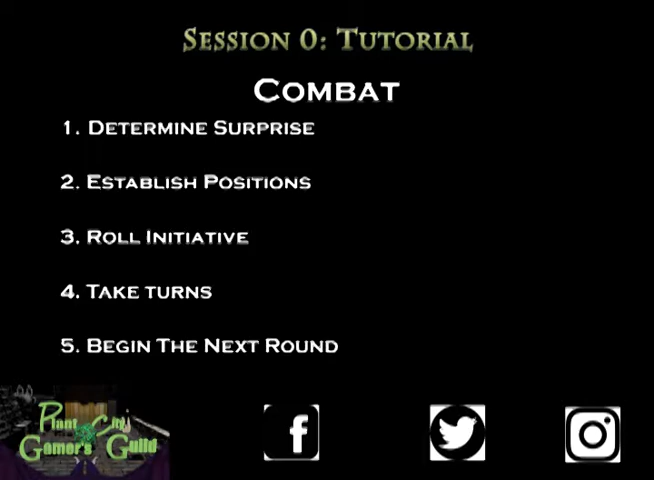 Session 0: Tutorial
Combat
1. Determine Surprise
2. Establish Positions
3. Roll Initiative
4. Take turns
5. Begin The Next Round
Plant City
Gamer's Guild